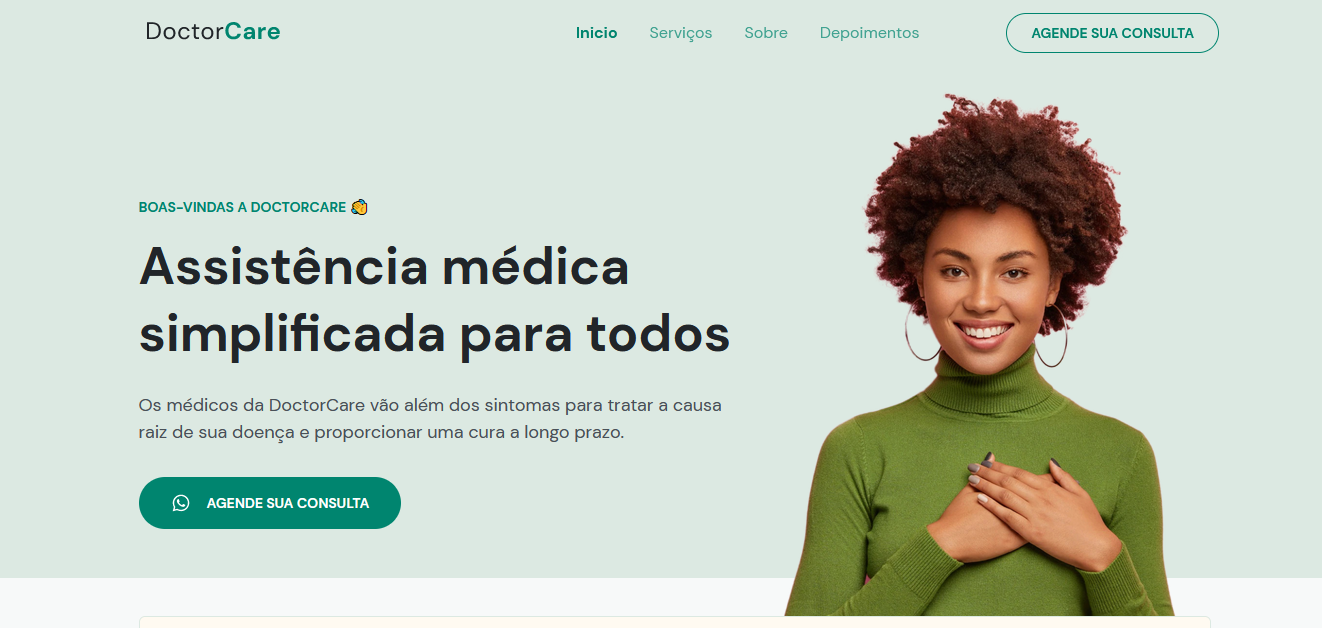 DoctorCare
Inicio
Serviços
Sobre
Depoimentos
AGENDE SUA CONSULTA
BOAS-VINDAS A DOCTORCARE 👋
Assistência médica
simplificada para todos
Os médicos da DoctorCare vão além dos sintomas para tratar a causa
raiz de sua doença e proporcionar uma cura a longo prazo.
AGENDE SUA CONSULTA